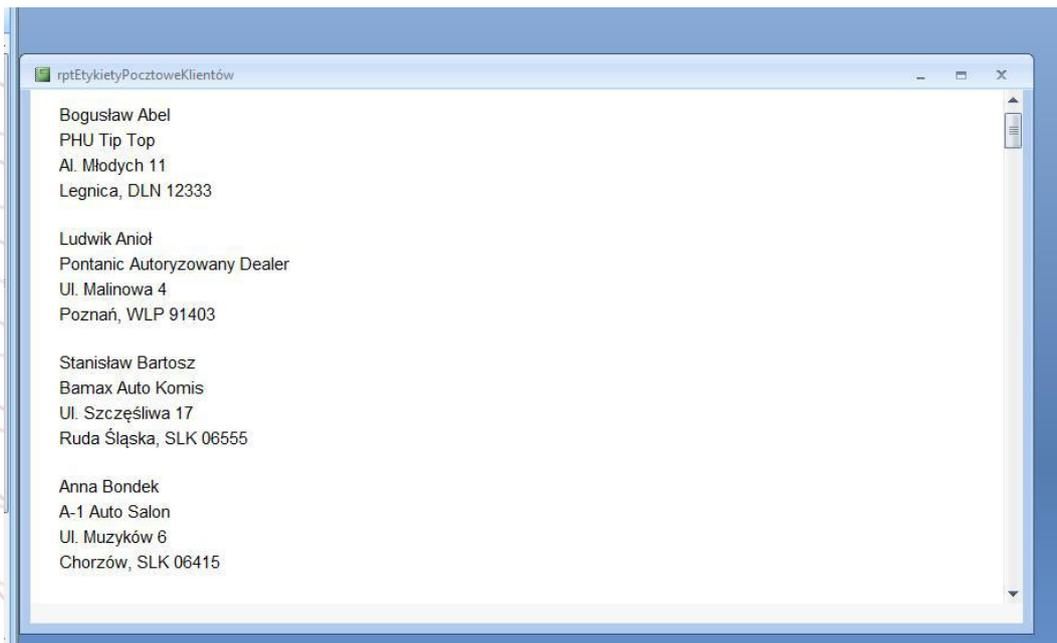 rptEtykietyPocztoweKlientów
Bogusław Abel
PHU Tip Top
Al. Młodych 11
Legnica, DLN 12333
Ludwik Anioł
Pontanic Autoryzowany Dealer
Ul. Malinowa 4
Poznań, WLP 91403
Stanisław Bartosz
Bamax Auto Komis
Ul. Szczęśliwa 17
Ruda Śląska, SLK 06555
Anna Bondek
A-1 Auto Salon
Ul. Muzyków 6
Chorzów, SLK 06415